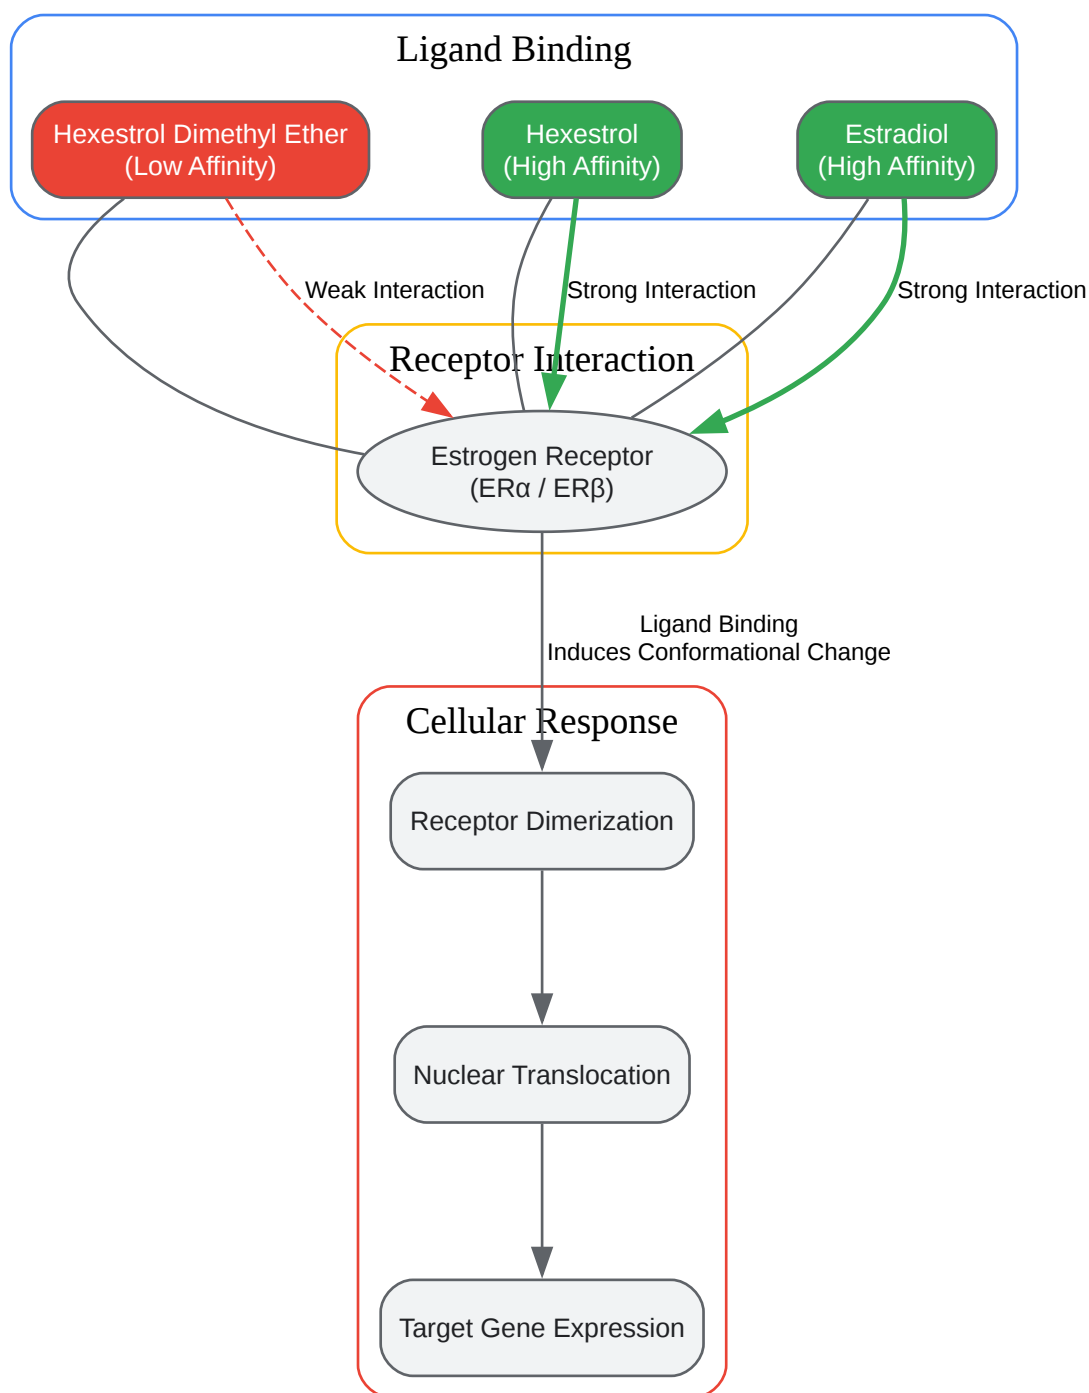 Ligand Binding
Hexestrol Dimethyl Ether
(Low Affinity)
Hexestrol
(High Affinity)
Estradiol
(High Affinity)
Weak Interaction
Strong Interaction
Strong Interaction
Receptor Interaction
Estrogen Receptor
(ERα / ERβ)
Ligand Binding
Induces Conformational Change
Cellular Response
Receptor Dimerization
Nuclear Translocation
Target Gene Expression